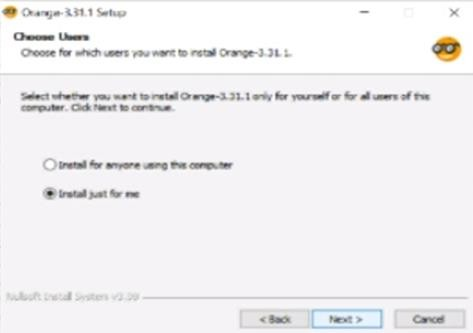 Orange-3.31.1 Setup
Choose Users
Choose for which users you want to install Orange-3.31.1.
Select whether you want to install Orange-3.31.1 only for yourself or for all users of this
computer. Click Next to continue.
Install for anyone using this computer
Install just for me
Nullsoft Install System
< Back Next > Cancel